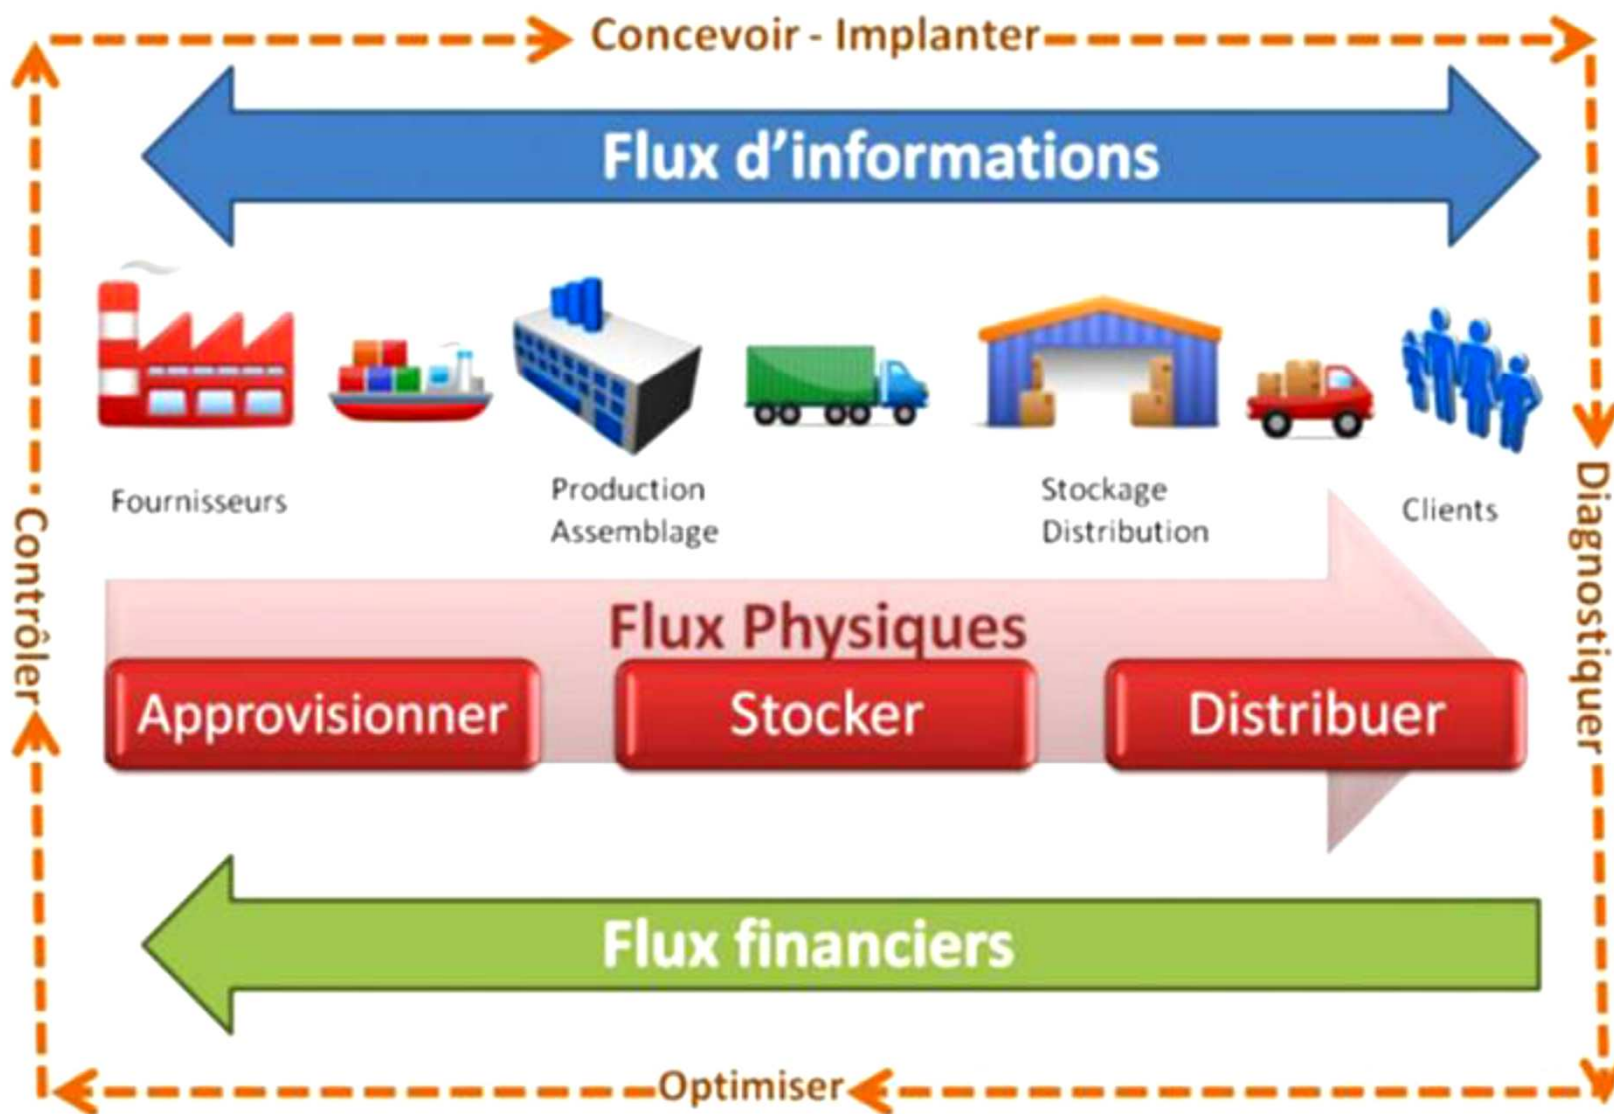 Concevoir - Implanter
Flux d’informations
Fournisseurs
Production
Assemblage
Stockage
Distribution
Clients
Flux Physiques
Approvisionner
Stocker
Distribuer
Flux financiers
Diagnostiquer
Optimiser
Contrôler